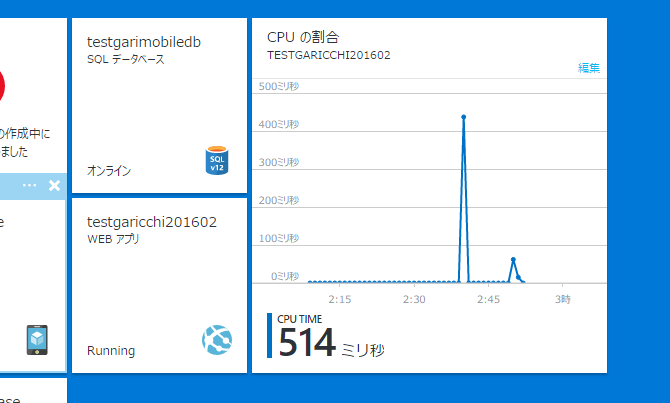 の作成中に
ました
e
ase
testgarimobiledb
SQL データベース
SQL
v12
オンライン
testgaricchi201602
WEB アプリ
Running
CPU の割合
TESTGARICCHI201602
編集
500ミリ秒
400ミリ秒
300ミリ秒
200ミリ秒
100ミリ秒
0ミリ秒
2:15
2:30
2:45
3時
CPU TIME
514 ミリ秒